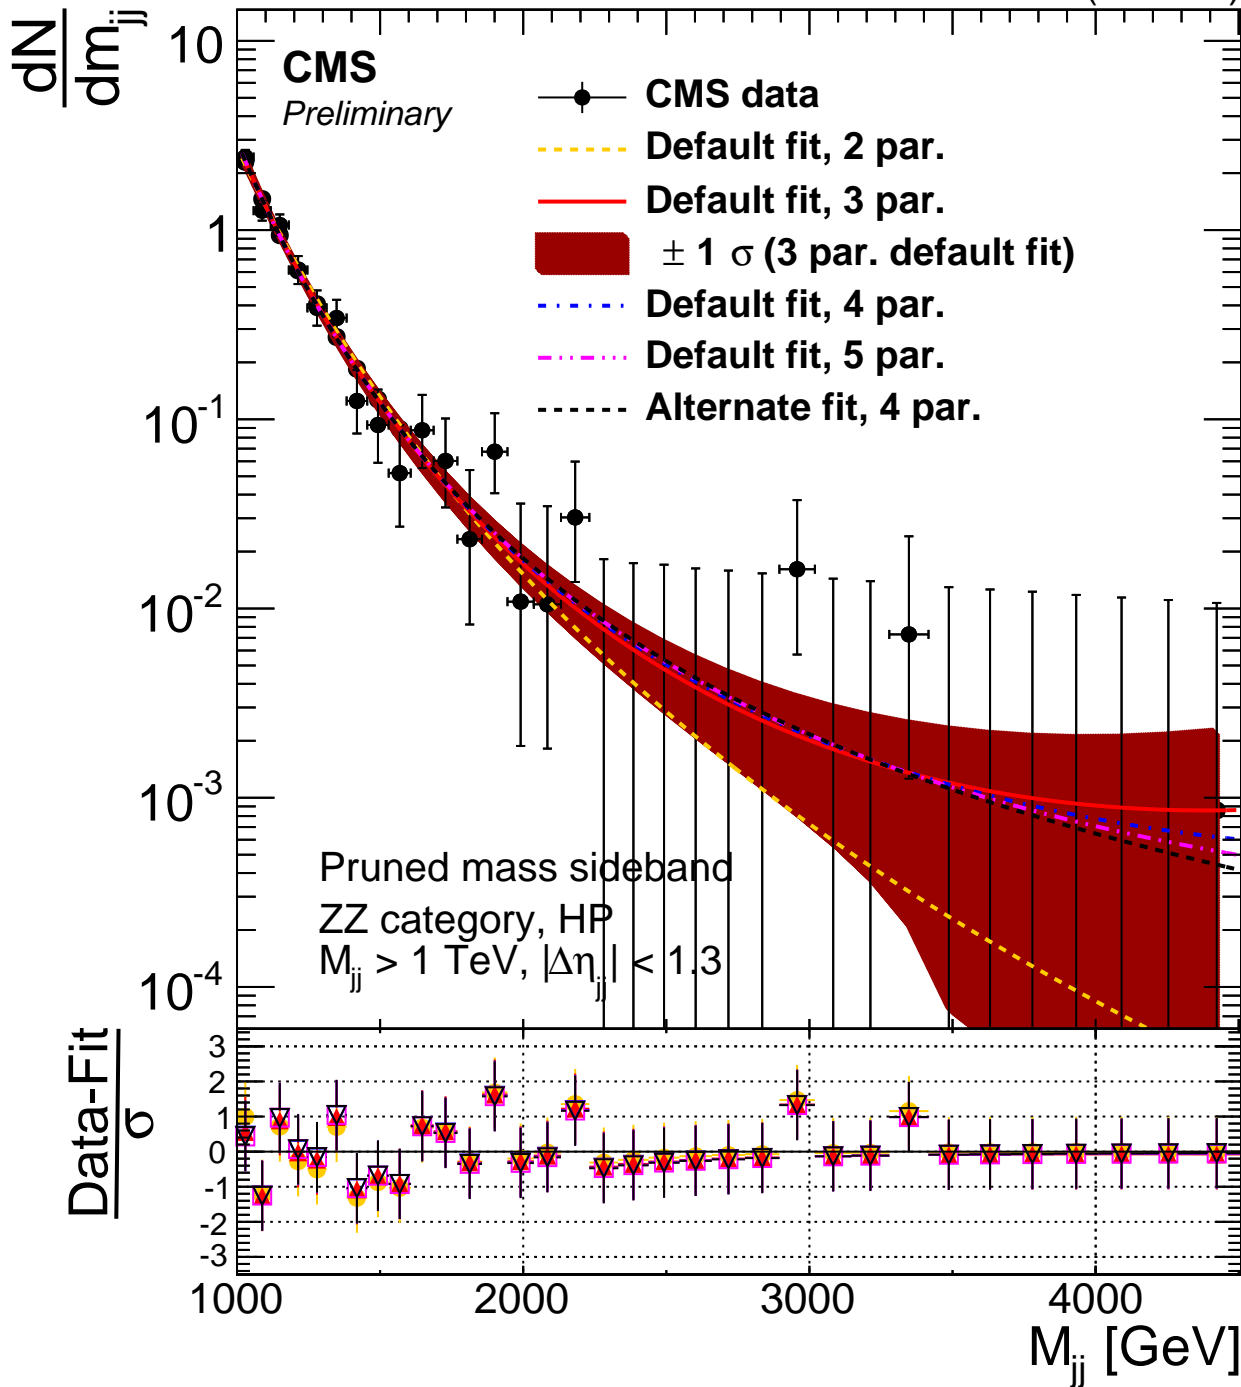 dN
dm_jj
CMS
Preliminary
CMS data
Default fit, 2 par.
Default fit, 3 par.
± 1 σ (3 par. default fit)
Default fit, 4 par.
Default fit, 5 par.
Alternate fit, 4 par.
10
1
10^-1
10^-2
10^-3
10^-4
Pruned mass sideband
ZZ category, HP
M_jj > 1 TeV, |Δη_jj| < 1.3
Data-Fit
σ
3
2
1
0
-1
-2
-3
1000 2000 3000 4000
M_jj [GeV]